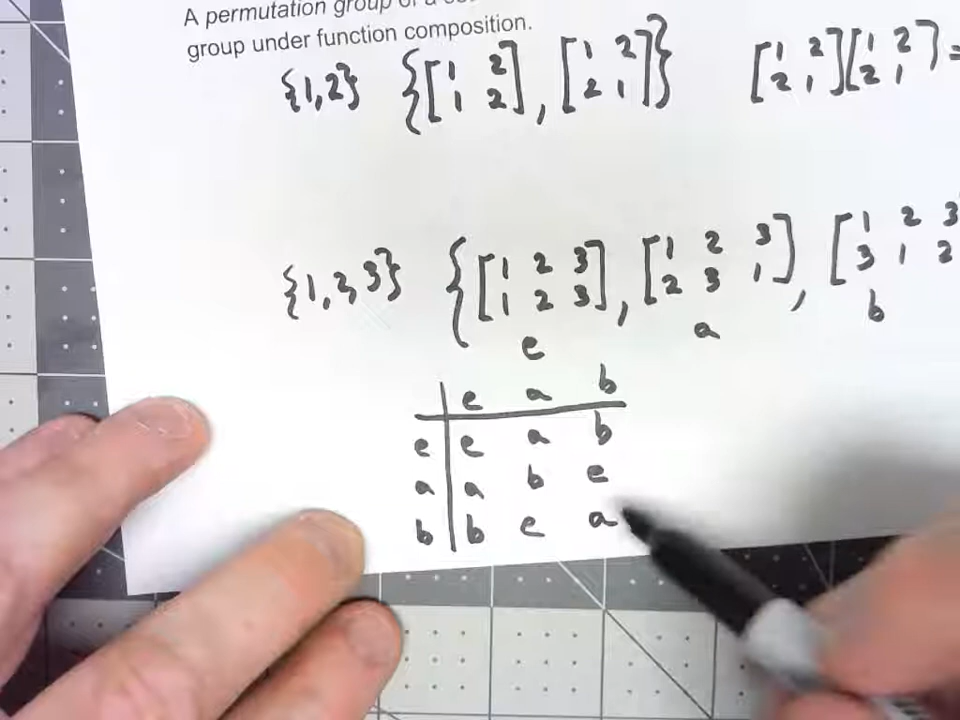 A permutation group of a
group under function composition.
{1,2} {[1 2 / 1 2], [1 2 / 2 1]} [1 2 / 2 1][1 2 / 2 1] =
{1,2,3} {[1 2 3 / 1 2 3], [1 2 3 / 2 3 1], [1 2 3 / 3 1 2
e a b
e a b
e e a b
a a b e
b b e a